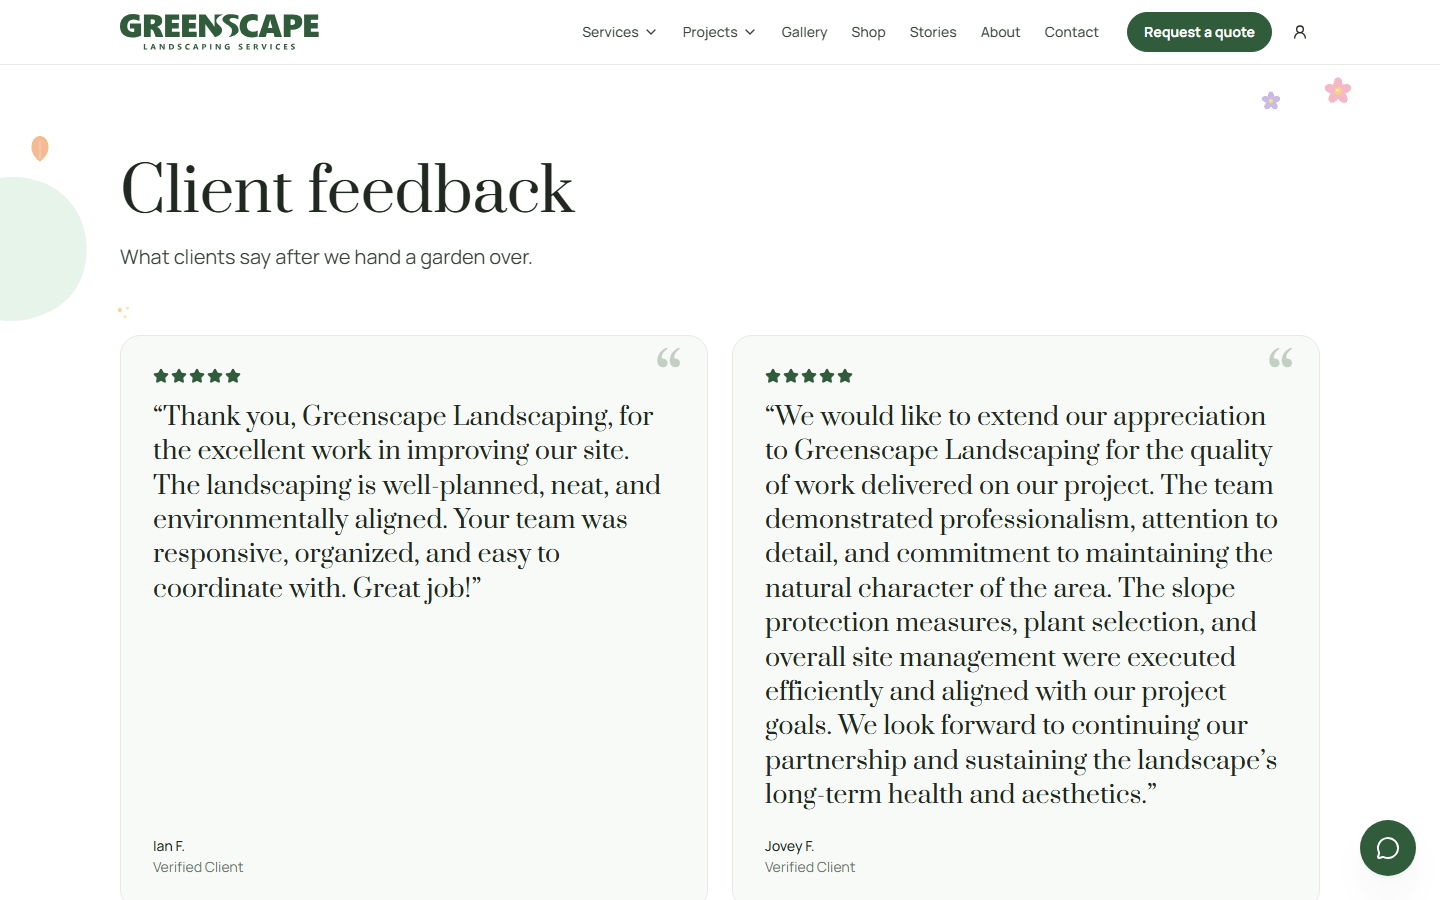 GREENSCAPE
LANDSCAPING SERVICES
Services
Projects
Gallery
Shop
Stories
About
Contact
Request a quote
Client feedback
What clients say after we hand a garden over.
“
“Thank you, Greenscape Landscaping, for
the excellent work in improving our site.
The landscaping is well-planned, neat, and
environmentally aligned. Your team was
responsive, organized, and easy to
coordinate with. Great job!”
Ian F.
Verified Client
“
“We would like to extend our appreciation
to Greenscape Landscaping for the quality
of work delivered on our project. The team
demonstrated professionalism, attention to
detail, and commitment to maintaining the
natural character of the area. The slope
protection measures, plant selection, and
overall site management were executed
efficiently and aligned with our project
goals. We look forward to continuing our
partnership and sustaining the landscape’s
long-term health and aesthetics.”
Jovey F.
Verified Client